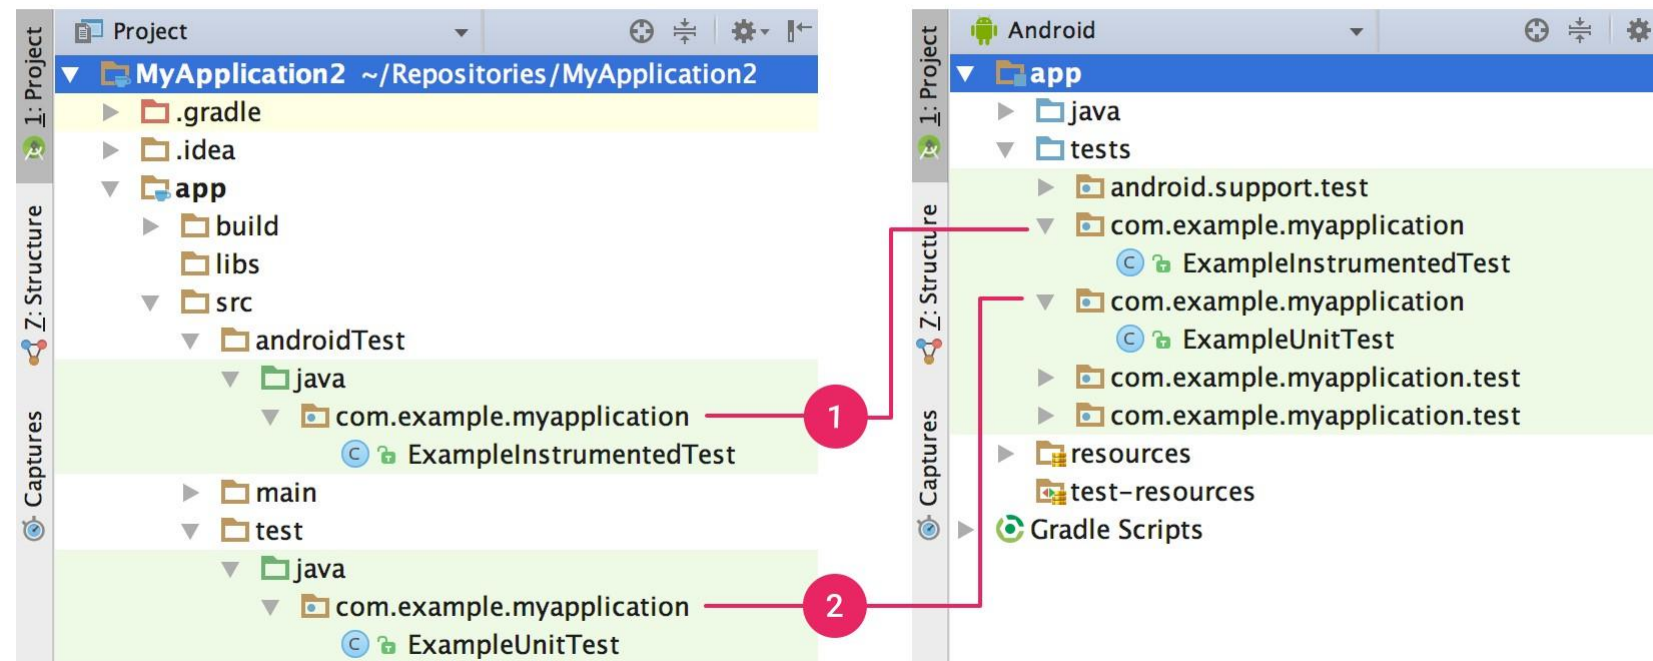 Project
MyApplication2 ~/Repositories/MyApplication2
.gradle
.idea
app
build
libs
src
androidTest
java
com.example.myapplication
ExampleInstrumentedTest
main
test
java
com.example.myapplication
ExampleUnitTest
1: Project
Z: Structure
Captures
1
2
Android
app
java
tests
android.support.test
com.example.myapplication
ExampleInstrumentedTest
com.example.myapplication
ExampleUnitTest
com.example.myapplication.test
com.example.myapplication.test
resources
test-resources
Gradle Scripts
1: Project
Z: Structure
Captures